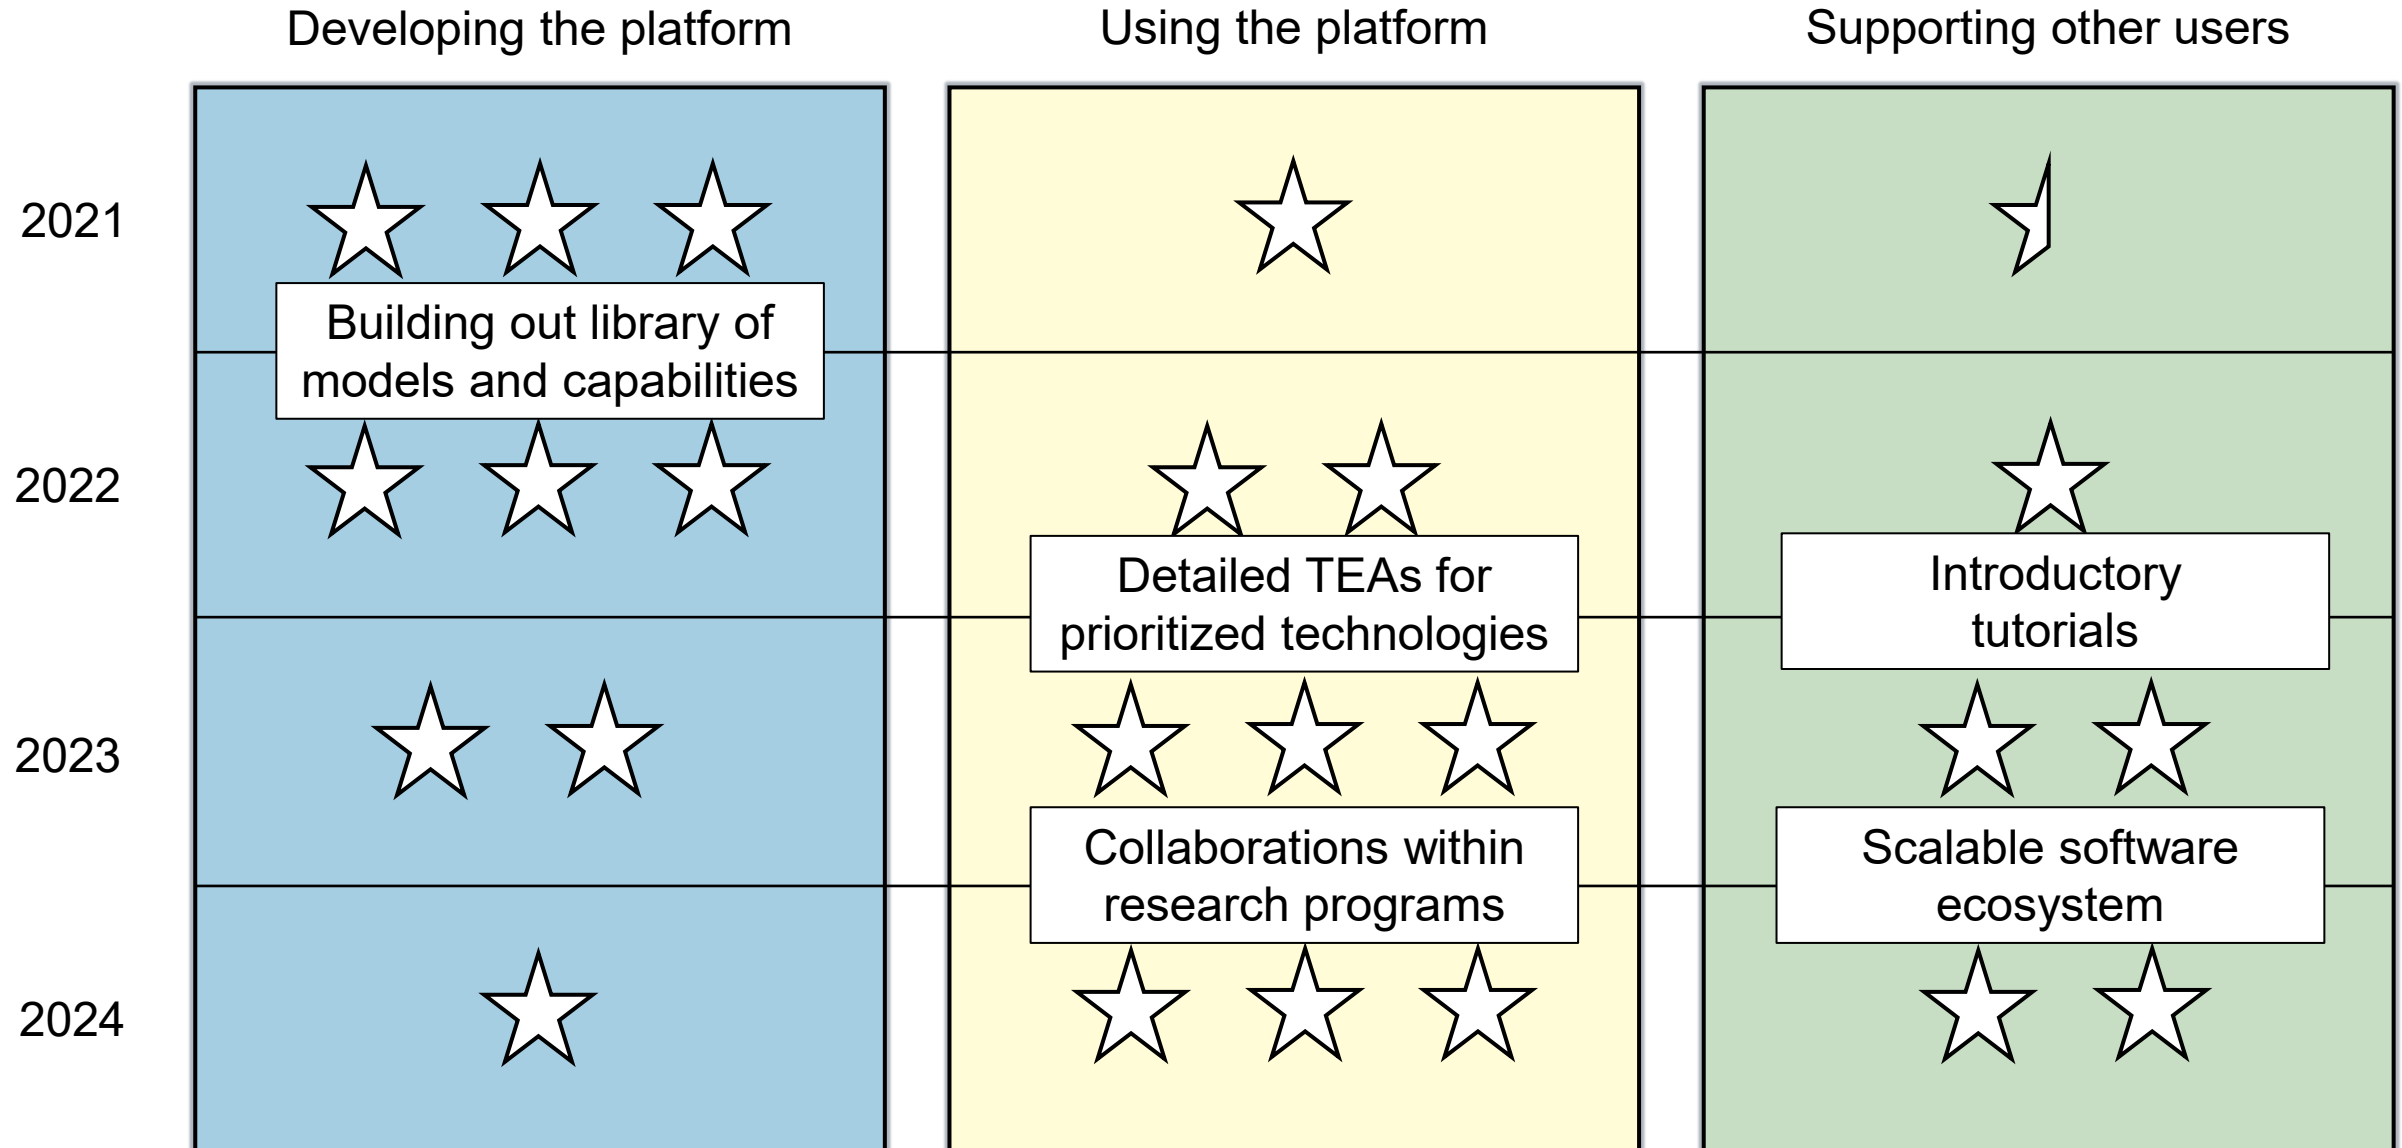 Developing the platform
Using the platform
Supporting other users
2021
Building out library of
models and capabilities
2022
Detailed TEAs for
prioritized technologies
Introductory
tutorials
2023
Collaborations within
research programs
Scalable software
ecosystem
2024